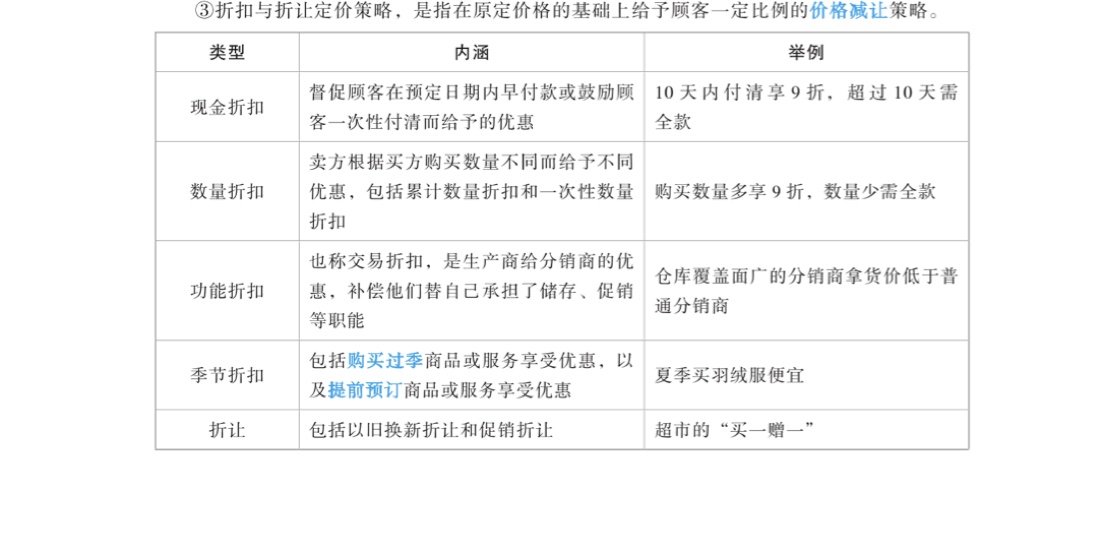 ③折扣与折让定价策略，是指在原定价格的基础上给予顾客一定比例的价格减让策略。
类型 内涵 举例
现金折扣
督促顾客在预定日期内早付款或鼓励顾
客一次性付清而给予的优惠
10 天内付清享 9 折，超过 10 天需
全款
数量折扣
卖方根据买方购买数量不同而给予不同
优惠，包括累计数量折扣和一次性数量
折扣
购买数量多享 9 折，数量少需全款
功能折扣
也称交易折扣，是生产商给分销商的优
惠，补偿他们替自己承担了储存、促销
等职能
仓库覆盖面广的分销商拿货价低于普
通分销商
季节折扣
包括购买过季商品或服务享受优惠，以
及提前预订商品或服务享受优惠
夏季买羽绒服便宜
折让
包括以旧换新折让和促销折让
超市的“买一赠一”